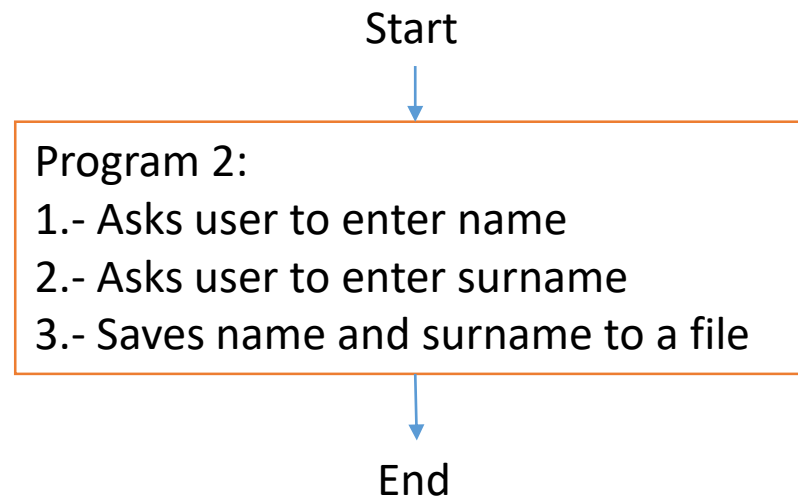 Start
Program 2:
1.- Asks user to enter name
2.- Asks user to enter surname
3.- Saves name and surname to a file
End